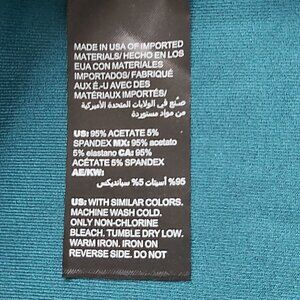 MADE IN USA OF IMPORTED
MATERIALS/ HECHO EN LOS
EUA CON MATERIALES
IMPORTADOS/ FABRIQUÉ
AUX É.-U AVEC DES
MATÉRIAUX IMPORTÉS/
صنع في الولايات المتحدة الأميركية
من مواد مستوردة
US: 95% ACETATE 5%
SPANDEX MX: 95% acetato
5% elastano CA: 95%
ACÉTATE 5% SPANDEX
AE/KW:
95% أسيتات 5% سبانديكس
US: WITH SIMILAR COLORS.
MACHINE WASH COLD.
ONLY NON-CHLORINE
BLEACH. TUMBLE DRY LOW.
WARM IRON. IRON ON
REVERSE SIDE. DO NOT